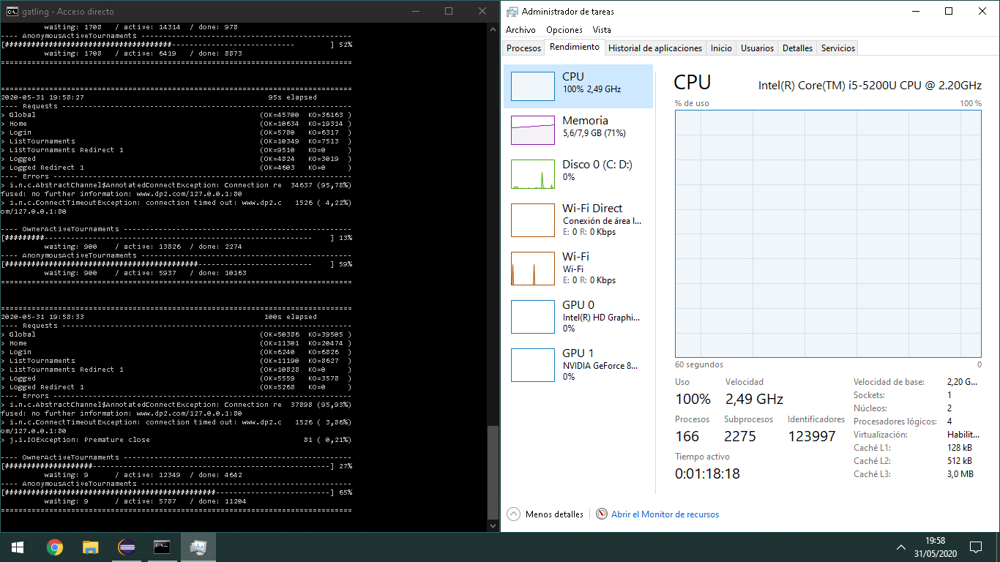 gatling - Acceso directo
waiting: 1708   / active: 14314  / done: 978
---- AnonymousActiveTournaments ------------------------------------------------
[######################################----------------------------       ] 52%
waiting: 1708   / active: 6419   / done: 8873
================================================================================
================================================================================
2020-05-31 19:58:27                                          95s elapsed
---- Requests ------------------------------------------------------------------
> Global                                                   (OK=45700  KO=36163 )
> Home                                                     (OK=10634  KO=19314 )
> Login                                                    (OK=5780   KO=6317  )
> ListTournaments                                          (OK=10349  KO=7513  )
> ListTournaments Redirect 1                               (OK=9510   KO=0     )
> Logged                                                   (OK=4824   KO=3019  )
> Logged Redirect 1                                        (OK=4603   KO=0     )
---- Errors --------------------------------------------------------------------
> i.n.c.AbstractChannel$AnnotatedConnectException: Connection re  34637 (95,78%)
fused: no further information: www.dp2.com/127.0.0.1:80
> i.n.c.ConnectTimeoutException: connection timed out: www.dp2.c   1526 ( 4,22%)
om/127.0.0.1:80
---- OwnerActiveTournaments ----------------------------------------------------
[#########-------------------------------------------------------------    ] 13%
waiting: 900    / active: 13826  / done: 2274
---- AnonymousActiveTournaments ------------------------------------------------
[############################################--------------------------    ] 59%
waiting: 900    / active: 5937   / done: 10163
================================================================================
================================================================================
2020-05-31 19:58:33                                         100s elapsed
---- Requests ------------------------------------------------------------------
> Global                                                   (OK=50386  KO=39505 )
> Home                                                     (OK=11301  KO=20474 )
> Login                                                    (OK=6240   KO=6826  )
> ListTournaments                                          (OK=11190  KO=8627  )
> ListTournaments Redirect 1                               (OK=10828  KO=0     )
> Logged                                                   (OK=5559   KO=3578  )
> Logged Redirect 1                                        (OK=5268   KO=0     )
---- Errors --------------------------------------------------------------------
> i.n.c.AbstractChannel$AnnotatedConnectException: Connection re  37898 (95,93%)
fused: no further information: www.dp2.com/127.0.0.1:80
> i.n.c.ConnectTimeoutException: connection timed out: www.dp2.c   1526 ( 3,86%)
om/127.0.0.1:80
> j.i.IOException: Premature close                                   81 ( 0,21%)
---- OwnerActiveTournaments ----------------------------------------------------
[####################------------------------------------------------------] 27%
waiting: 9      / active: 12349  / done: 4642
---- AnonymousActiveTournaments ------------------------------------------------
[################################################--------------------------] 65%
waiting: 9      / active: 5787   / done: 11204
================================================================================
Administrador de tareas
Archivo Opciones Vista
Procesos Rendimiento Historial de aplicaciones Inicio Usuarios Detalles Servicios
CPU
100% 2,49 GHz
Memoria
5,6/7,9 GB (71%)
Disco 0 (C: D:)
0%
Wi-Fi Direct
Conexión de área l...
E: 0 R: 0 Kbps
Wi-Fi
Wi-Fi
E: 0 R: 0 Kbps
GPU 0
Intel(R) HD Graphi...
0%
GPU 1
NVIDIA GeForce 8...
0%
CPU
Intel(R) Core(TM) i5-5200U CPU @ 2.20GHz
% de uso 100 %
60 segundos 0
Uso Velocidad
100% 2,49 GHz
Procesos Subprocesos Identificadores
166 2275 123997
Tiempo activo
0:01:18:18
Velocidad de base: 2,20 G...
Sockets: 1
Núcleos: 2
Procesadores lógicos: 4
Virtualización: Habilit...
Caché L1: 128 kB
Caché L2: 512 kB
Caché L3: 3,0 MB
Menos detalles Abrir el Monitor de recursos
19:58
31/05/2020